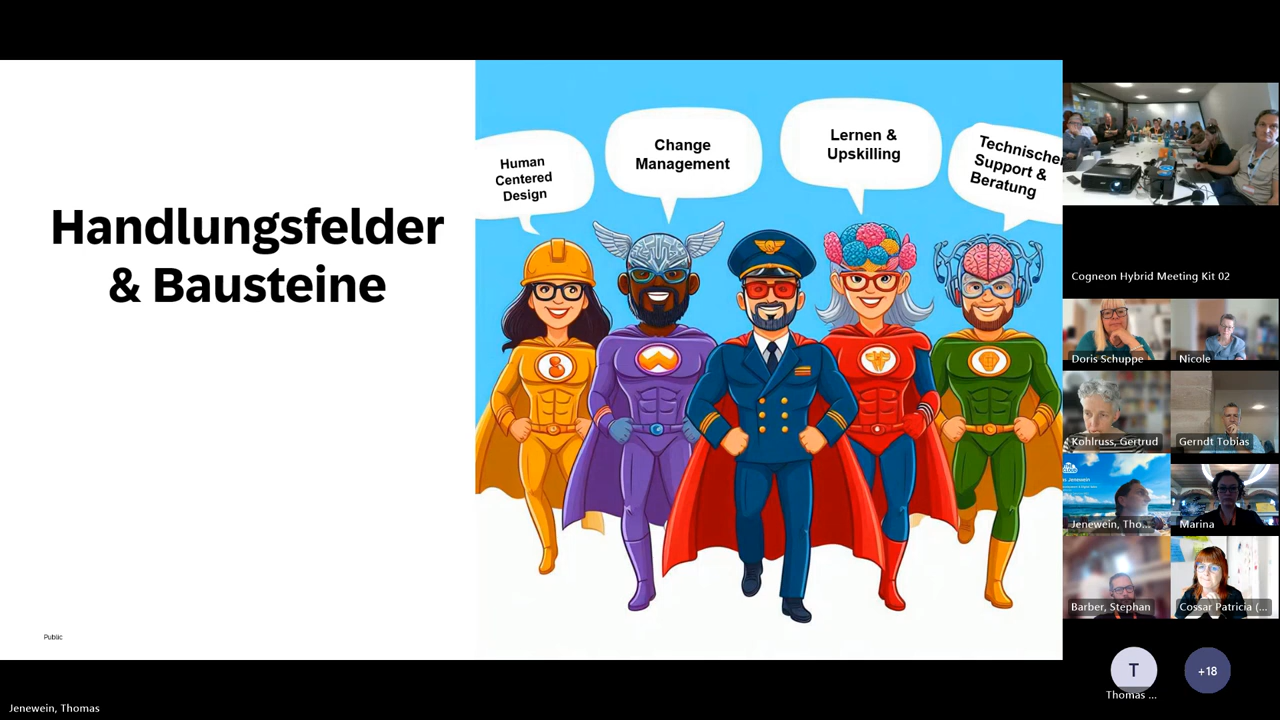 Handlungsfelder
& Bausteine
Public
Human
Centered
Design
Change
Management
Lernen &
Upskilling
Technischer
Support &
Beratung
Cogneon Hybrid Meeting Kit 02
Doris Schuppe
Nicole
Kohlruss, Gertrud
Gerndt Tobias
Jenewein, Tho...
Marina
Barber, Stephan
Cossar Patricia (...
T
Thomas ...
+18
Jenewein, Thomas